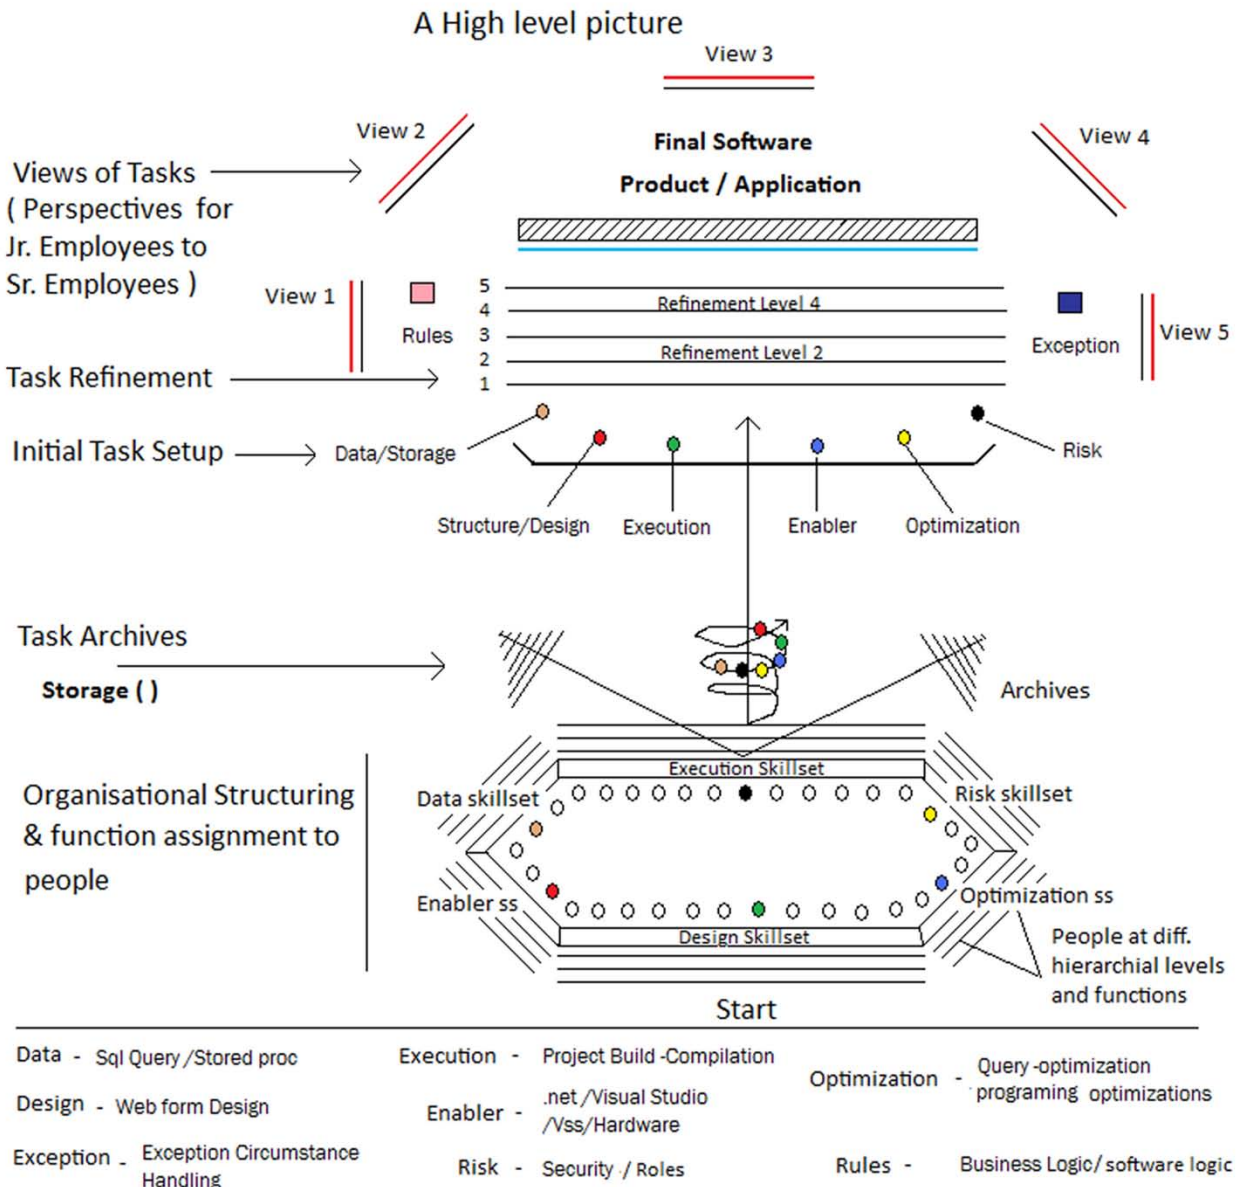 A High level picture
View 3
View 2
View 4
Final Software
Product / Application
Views of Tasks
( Perspectives for
Jr. Employees to
Sr. Employees )
View 1
Rules
5
4
3
2
1
Refinement Level 4
Refinement Level 2
Exception
View 5
Task Refinement
Initial Task Setup
Data/Storage
Risk
Structure/Design
Execution
Enabler
Optimization
Task Archives
Storage ( )
Archives
Organisational Structuring
& function assignment to
people
Execution Skillset
Data skillset
Risk skillset
Enabler ss
Optimization ss
Design Skillset
People at diff.
hierarchial levels
and functions
Start
Data - Sql Query /Stored proc
Design - Web form Design
Exception - Exception Circumstance
Handling
Execution - Project Build -Compilation
Enabler - .net /Visual Studio
/Vss/Hardware
Risk - Security / Roles
Optimization - Query -optimization
programing optimizations
Rules - Business Logic/ software logic